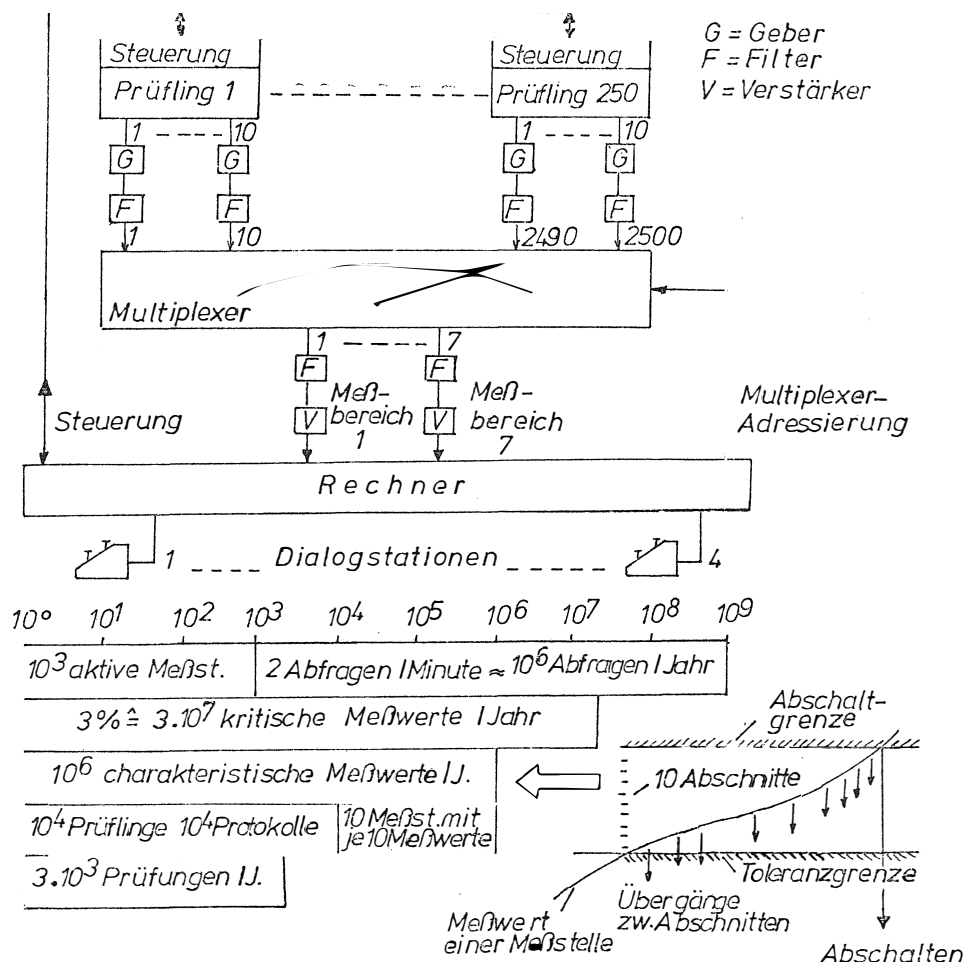 G = Geber
F = Filter
V = Verstärker
Steuerung
Steuerung
Prüfling 1
Prüfling 250
1
10
1
10
G
G
G
G
F
F
F
F
1
10
2490
2500
Multiplexer
1
7
F
F
V
V
Meß-
bereich
1
Meß-
bereich
7
Steuerung
Multiplexer-
Adressierung
Rechner
1
Dialogstationen
4
10⁰ 10¹ 10² 10³ 10⁴ 10⁵ 10⁶ 10⁷ 10⁸ 10⁹
10³ aktive Meßst.
2 Abfragen / Minute ≈ 10⁶ Abfragen / Jahr
3% ≙ 3.10⁷ kritische Meßwerte / Jahr
10⁶ charakteristische Meßwerte / J.
10⁴ Prüflinge 10⁴ Protokolle
10 Meßst. mit
je 10 Meßwerte
3.10³ Prüfungen / J.
Abschalt-
grenze
10 Abschnitte
Toleranzgrenze
Übergänge
zw. Abschnitten
Meßwert
einer Meßstelle
Abschalten